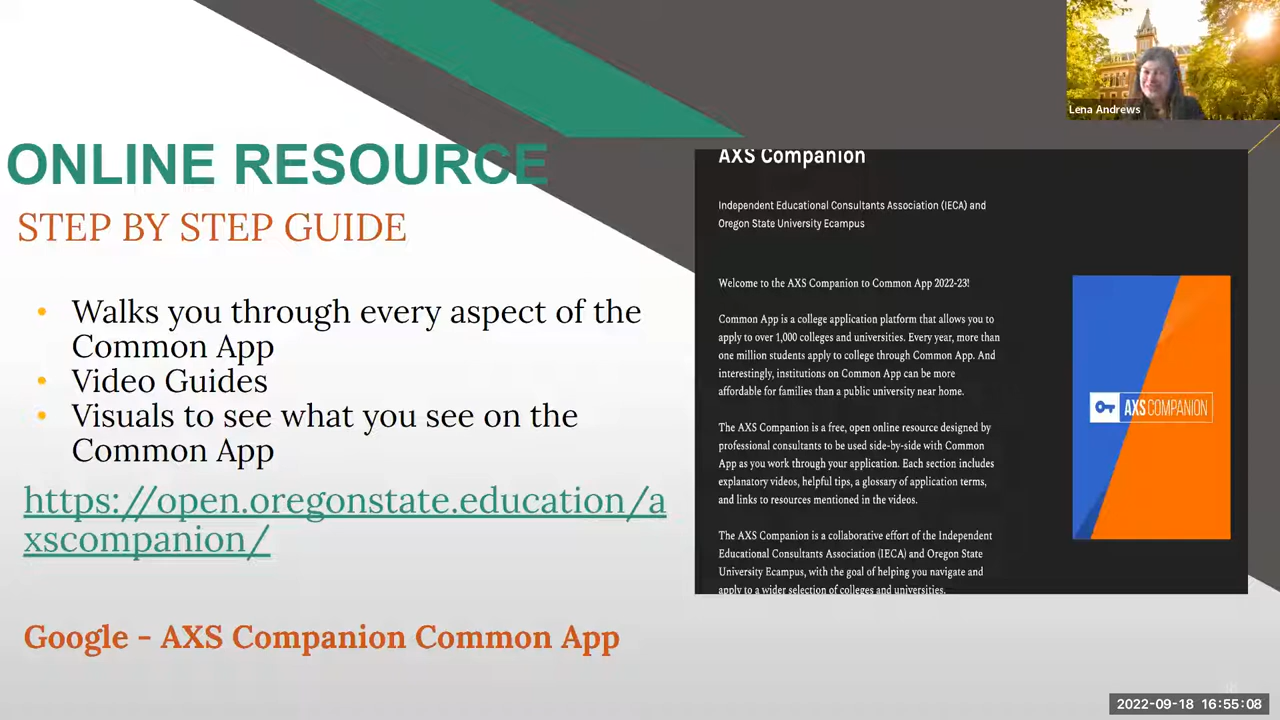 Lena Andrews
ONLINE RESOURCE
STEP BY STEP GUIDE
• Walks you through every aspect of the
Common App
• Video Guides
• Visuals to see what you see on the
Common App
https://open.oregonstate.education/a
xscompanion/
Google - AXS Companion Common App
AXS Companion
Independent Educational Consultants Association (IECA) and
Oregon State University Ecampus
Welcome to the AXS Companion to Common App 2022-23!
Common App is a college application platform that allows you to
apply to over 1,000 colleges and universities. Every year, more than
one million students apply to college through Common App. And
interestingly, institutions on Common App can be more
affordable for families than a public university near home.
The AXS Companion is a free, open online resource designed by
professional consultants to be used side-by-side with Common
App as you work through your application. Each section includes
explanatory videos, helpful tips, a glossary of application terms,
and links to resources mentioned in the videos.
The AXS Companion is a collaborative effort of the Independent
Educational Consultants Association (IECA) and Oregon State
University Ecampus, with the goal of helping you navigate and
apply to a wider selection of colleges and universities.
AXS COMPANION
2022-09-18 16:55:08